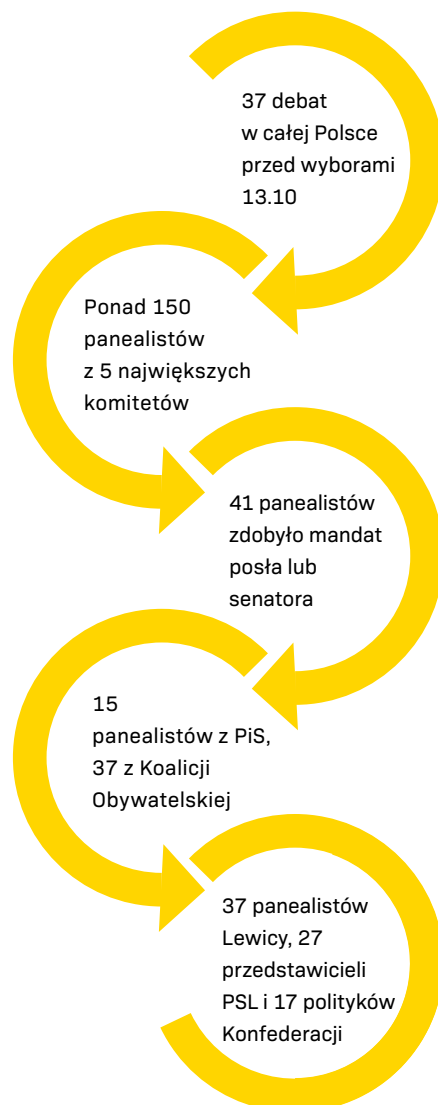 37 debat
w całej Polsce
przed wyborami
13.10
Ponad 150
panealistów
z 5 największych
komitetów
41 panealistów
zdobyło mandat
posła lub
senatora
15
panealistów z PiS,
37 z Koalicji
Obywatelskiej
37 panealistów
Lewicy, 27
przedstawicieli
PSL i 17 polityków
Konfederacji